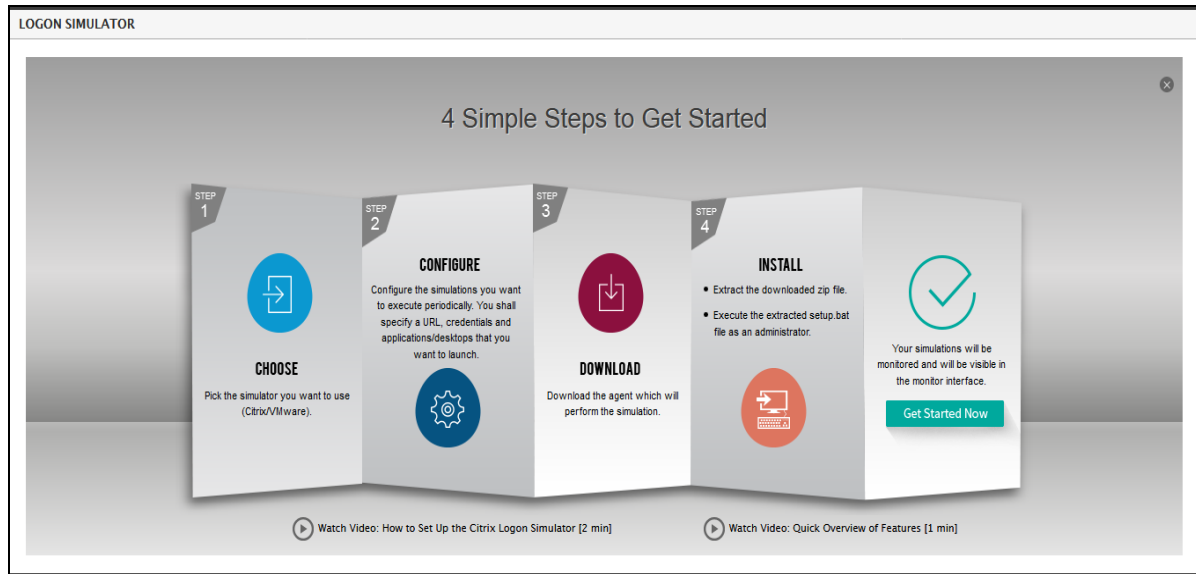 LOGON SIMULATOR
4 Simple Steps to Get Started
STEP
1
CHOOSE
Pick the simulator you want to use
(Citrix/VMware).
STEP
2
CONFIGURE
Configure the simulations you want
to execute periodically. You shall
specify a URL, credentials and
applications/desktops that you
want to launch.
STEP
3
DOWNLOAD
Download the agent which will
perform the simulation.
STEP
4
INSTALL
• Extract the downloaded zip file.
• Execute the extracted setup.bat
file as an administrator.
Your simulations will be
monitored and will be visible in
the monitor interface.
Get Started Now
Watch Video: How to Set Up the Citrix Logon Simulator [2 min]
Watch Video: Quick Overview of Features [1 min]